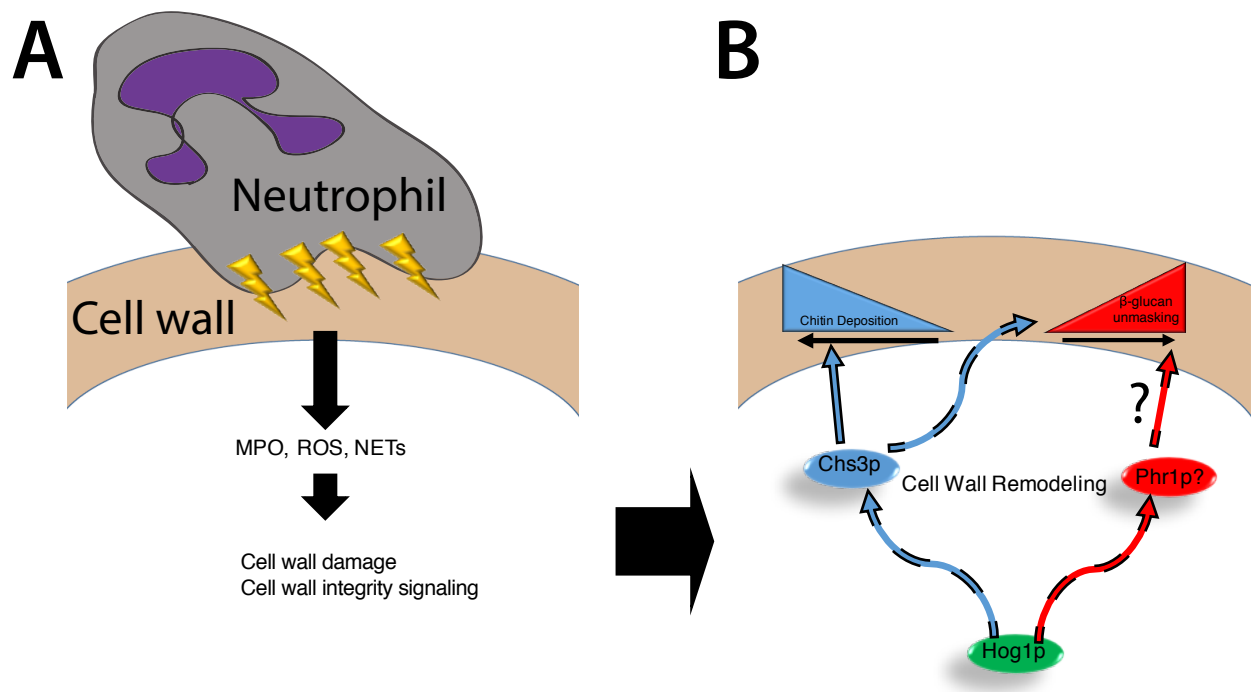 A
Neutrophil
Cell wall
MPO, ROS, NETs
Cell wall damage
Cell wall integrity signaling
B
Chitin Deposition
β-glucan
unmasking
?
Chs3p
Cell Wall Remodeling
Phr1p?
Hog1p